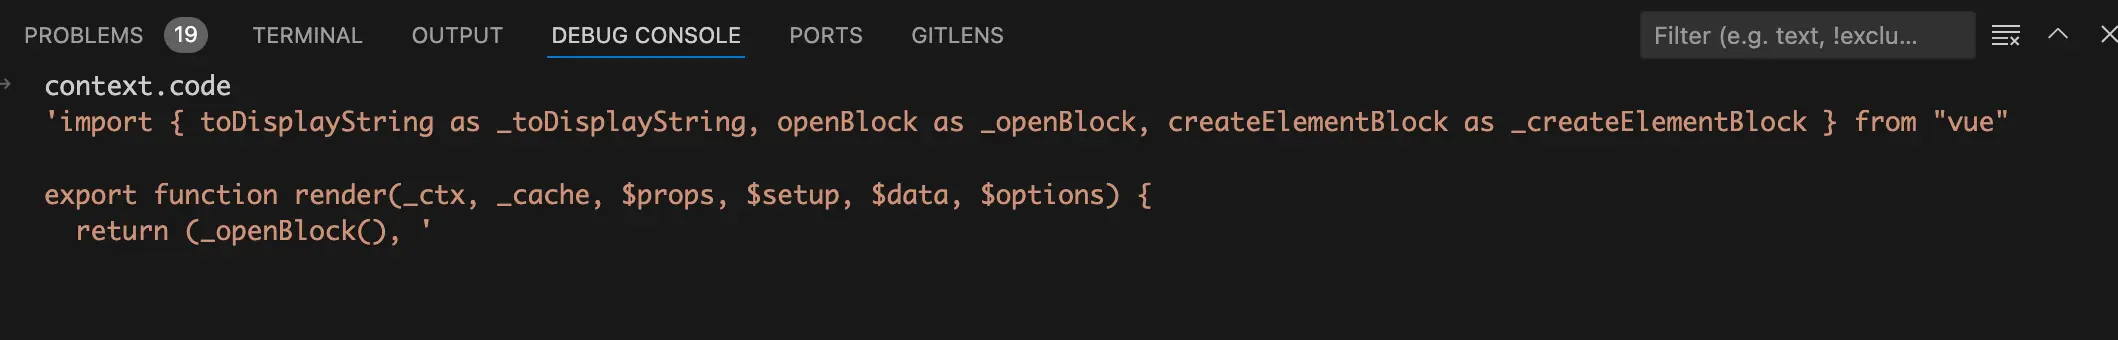 PROBLEMS 19 TERMINAL OUTPUT DEBUG CONSOLE PORTS GITLENS Filter (e.g. text, !exclu...
context.code
'import { toDisplayString as _toDisplayString, openBlock as _openBlock, createElementBlock as _createElementBlock } from "vue"
export function render(_ctx, _cache, $props, $setup, $data, $options) {
  return (_openBlock(), '